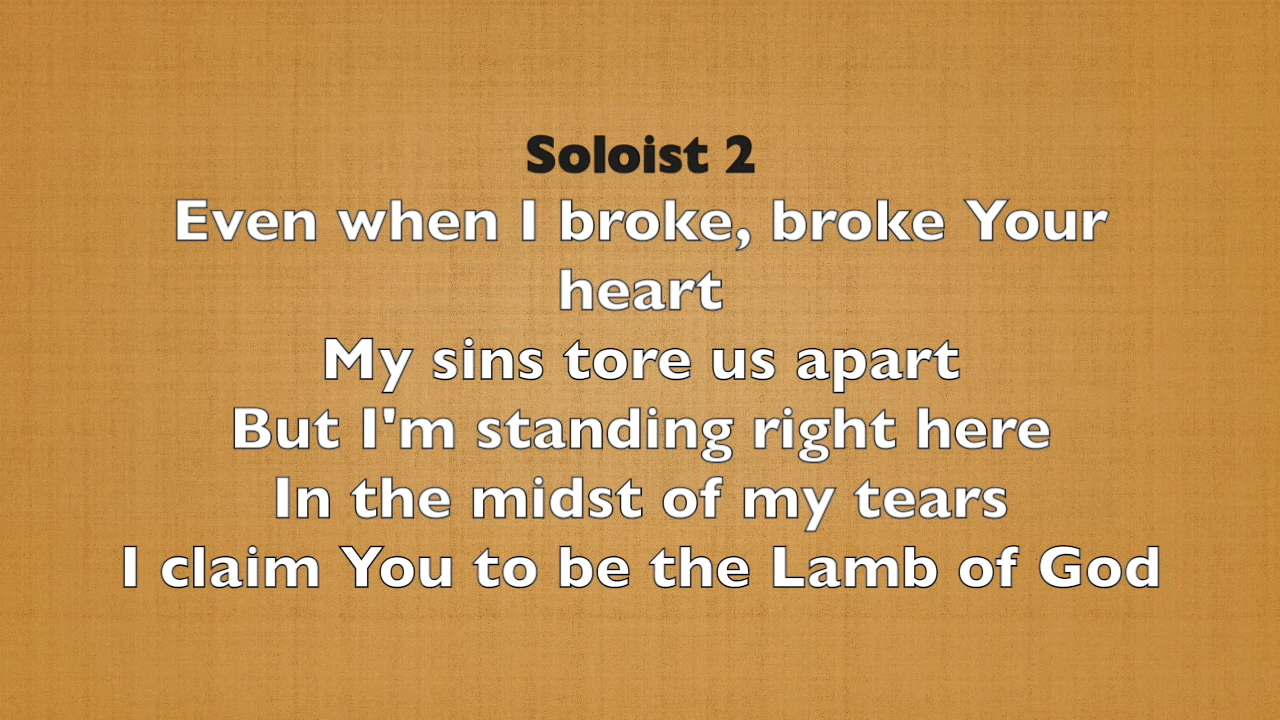 Soloist 2
Even when I broke, broke Your
heart
My sins tore us apart
But I'm standing right here
In the midst of my tears
I claim You to be the Lamb of God